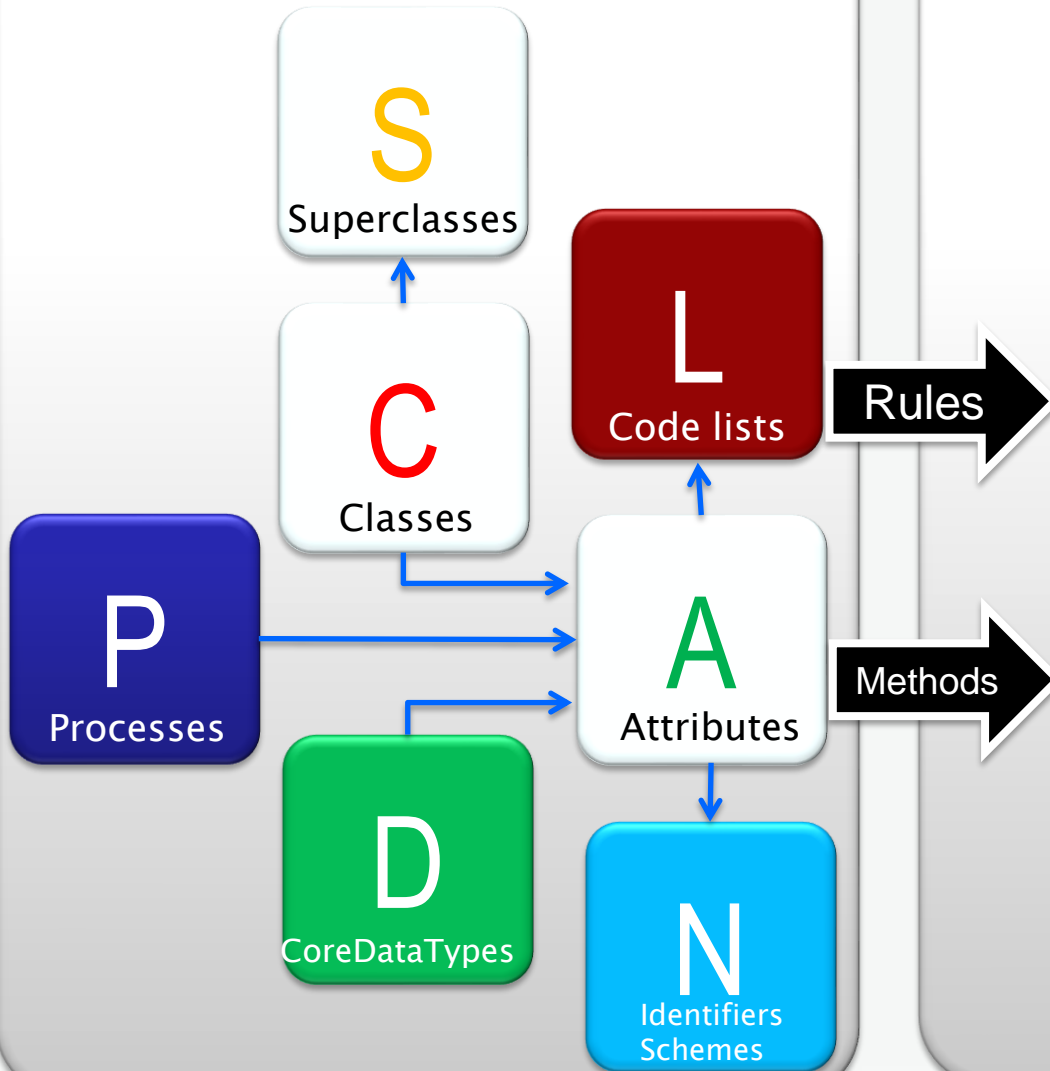 S
Superclasses
L
Code lists
Rules
C
Classes
P
Processes
A
Attributes
Methods
D
CoreDataTypes
N
Identifiers
Schemes